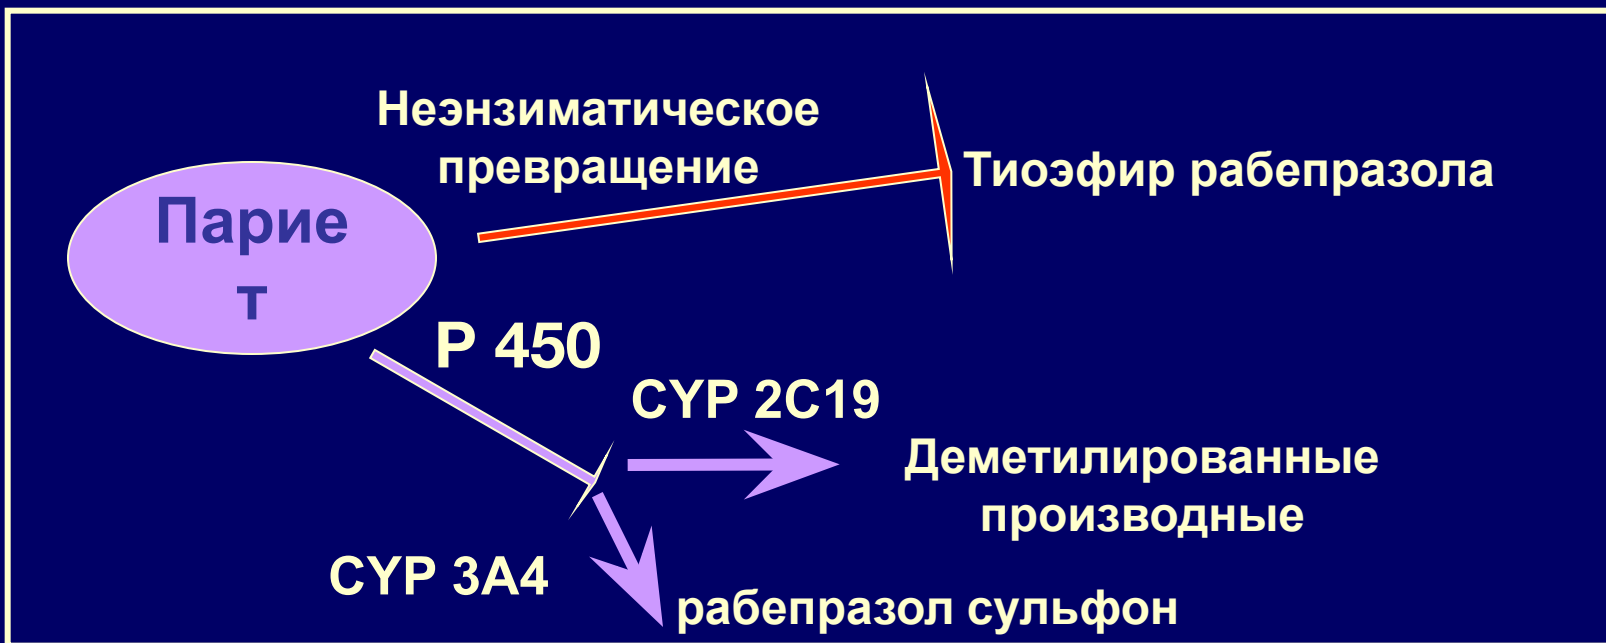 Неэнзиматическое
превращение
Тиоэфир рабепразола
Парие
т
P 450
CYP 2C19
Деметилированные
производные
CYP 3A4
рабепразол сульфон